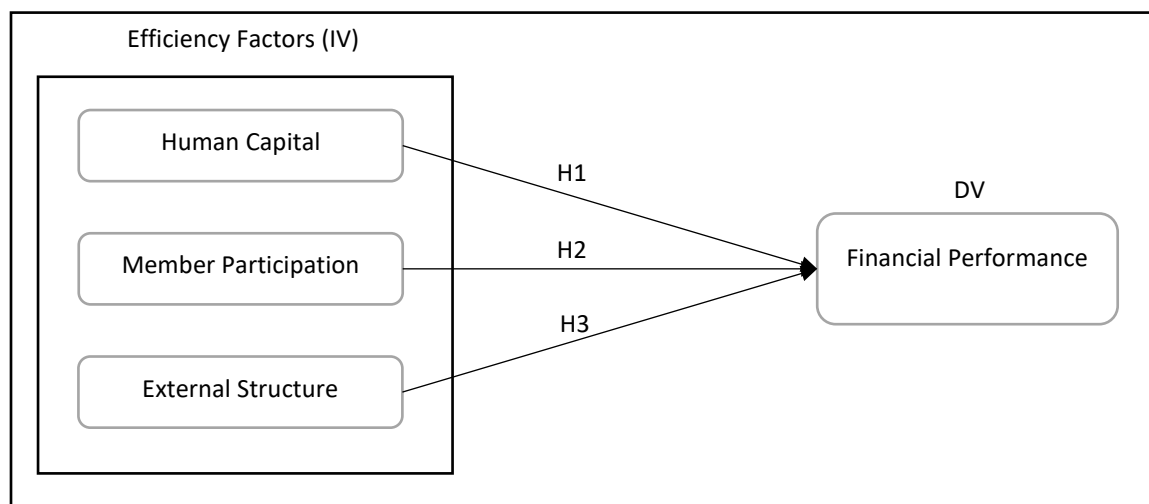 Efficiency Factors (IV)
Human Capital
H1
DV
Member Participation
H2
Financial Performance
H3
External Structure